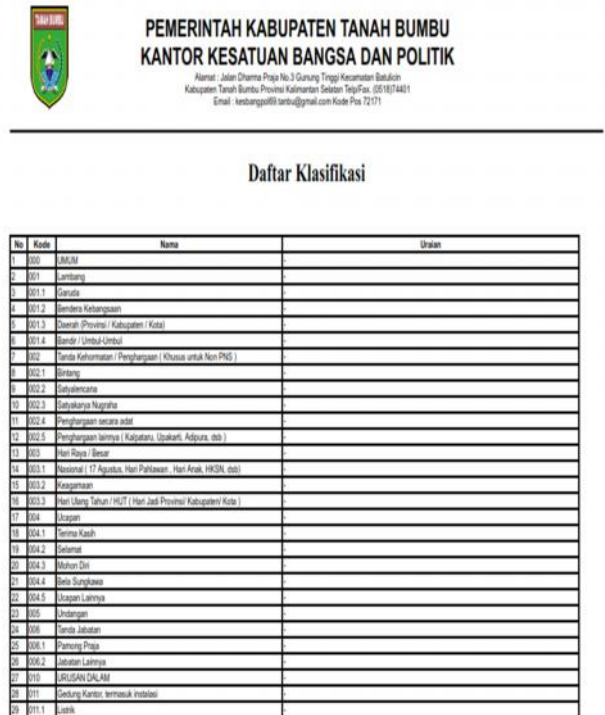 TANAH BUMBU
PEMERINTAH KABUPATEN TANAH BUMBU
KANTOR KESATUAN BANGSA DAN POLITIK
Alamat : Jalan Dharma Praja No.3 Gunung Tinggi Kecamatan Batulicin
Kabupaten Tanah Bumbu Provinsi Kalimantan Selatan Telp/Fax. (0518)74401
Email : kesbangpol69.tanbu@gmail.com Kode Pos 72171
Daftar Klasifikasi
No Kode Nama Uraian
1 000 UMUM -
2 001 Lambang -
3 001.1 Garuda -
4 001.2 Bendera Kebangsaan -
5 001.3 Daerah (Provinsi / Kabupaten / Kota) -
6 001.4 Bandir / Umbul-Umbul -
7 002 Tanda Kehormatan / Penghargaan ( Khusus untuk Non PNS ) -
8 002.1 Bintang -
9 002.2 Satyalencana -
10 002.3 Satyakarya Nugraha -
11 002.4 Penghargaan secara adat -
12 002.5 Penghargaan lainnya ( Kalpataru, Upakarti, Adipura, dsb ) -
13 003 Hari Raya / Besar -
14 003.1 Nasional ( 17 Agustus, Hari Pahlawan , Hari Anak, HKSN, dsb) -
15 003.2 Keagamaan -
16 003.3 Hari Ulang Tahun / HUT ( Hari Jadi Provinsi/ Kabupaten/ Kota ) -
17 004 Ucapan -
18 004.1 Terima Kasih -
19 004.2 Selamat -
20 004.3 Mohon Diri -
21 004.4 Bela Sungkawa -
22 004.5 Ucapan Lainnya -
23 005 Undangan -
24 006 Tanda Jabatan -
25 006.1 Pamong Praja -
26 006.2 Jabatan Lainnya -
27 010 URUSAN DALAM -
28 011 Gedung Kantor, termasuk instalasi -
29 011.1 Listrik -